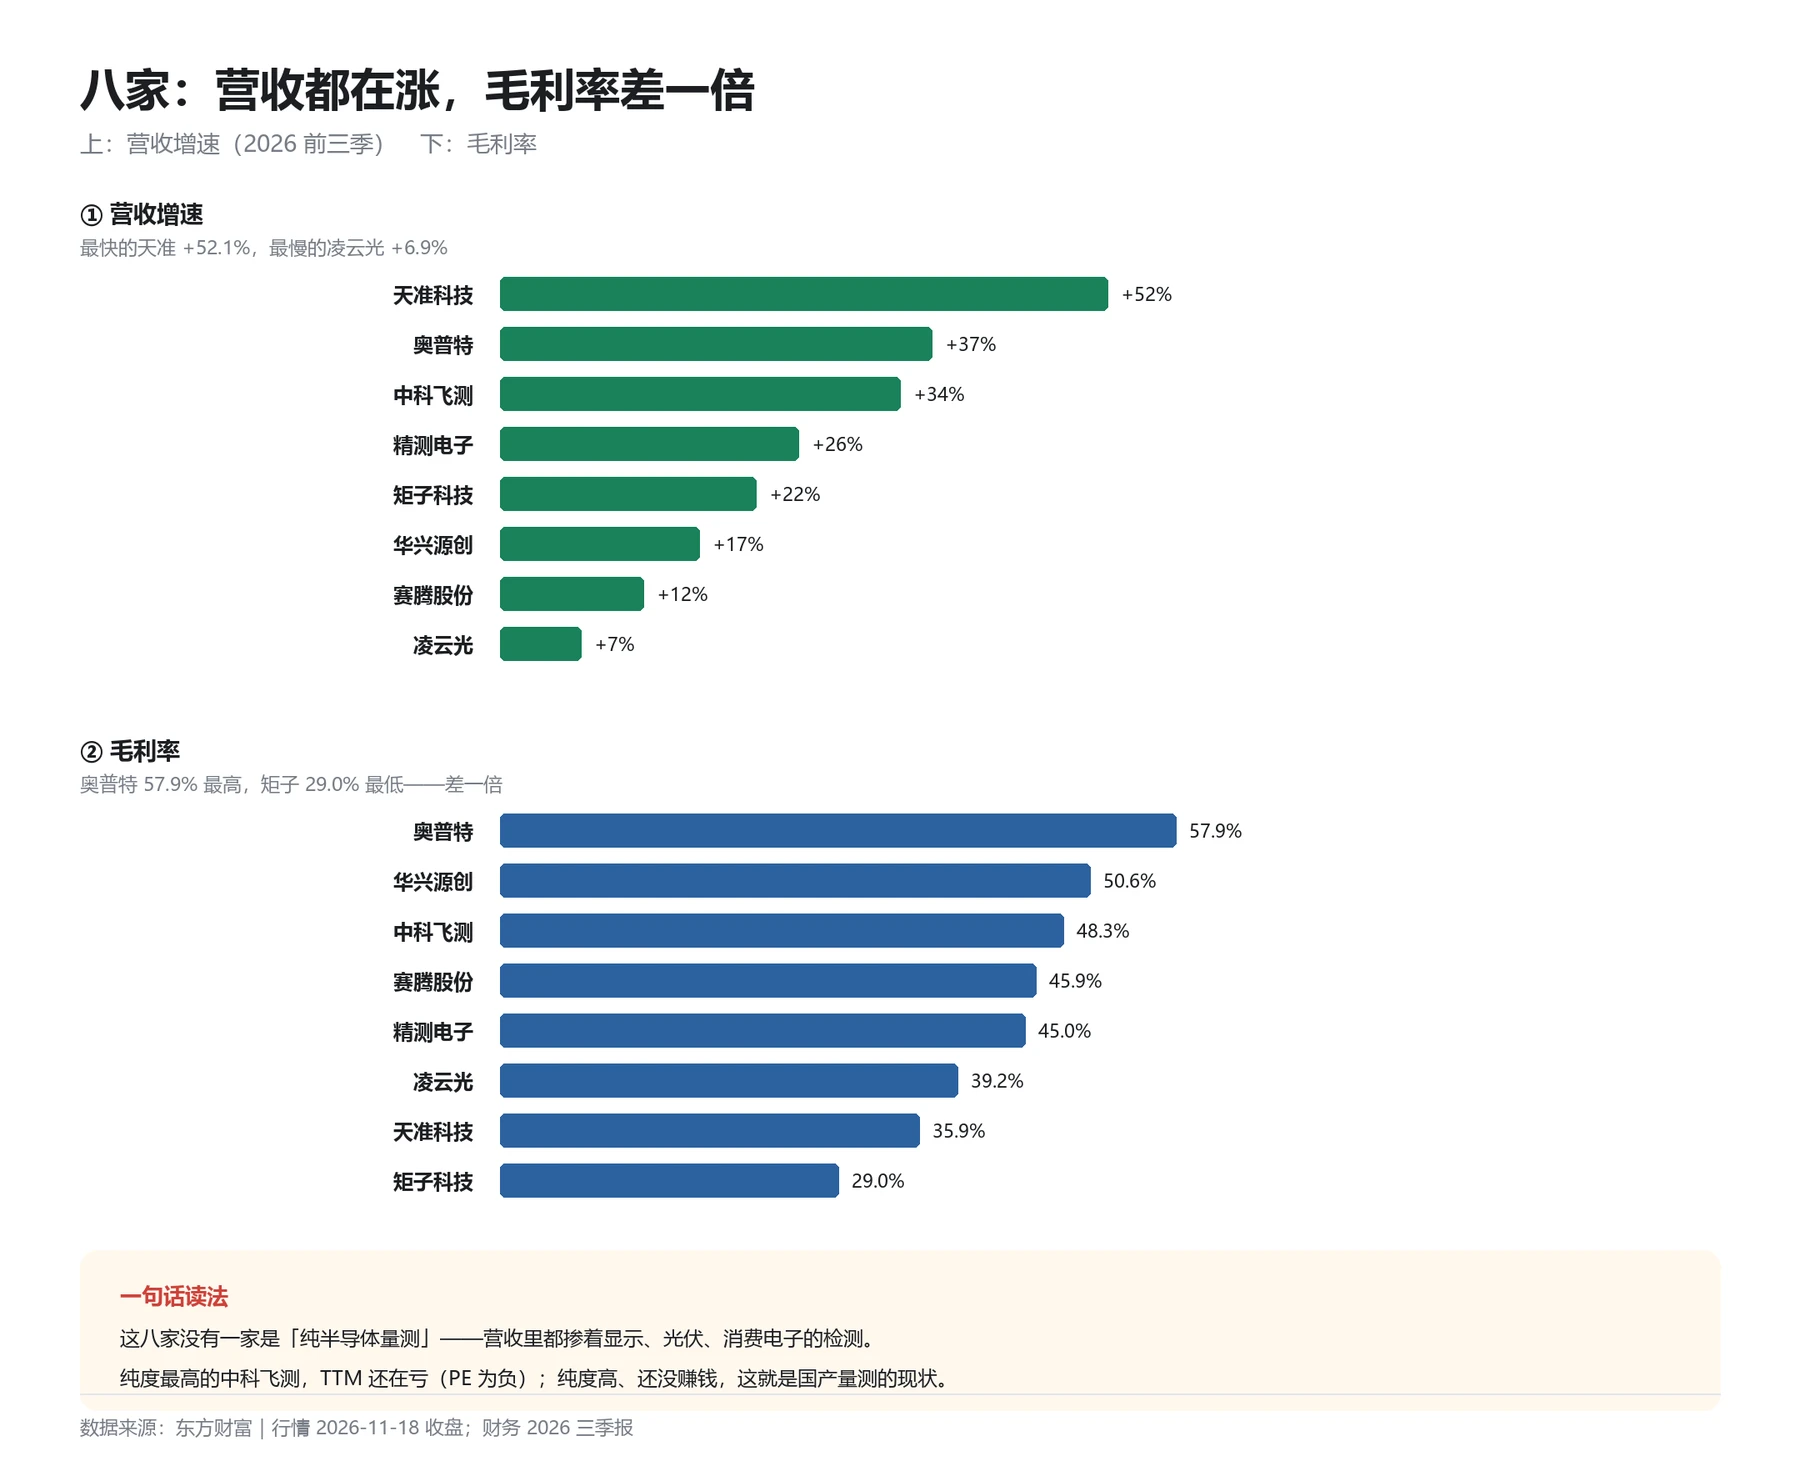 八家：营收都在涨，毛利率差一倍
上：营收增速（2026 前三季） 下：毛利率
① 营收增速
最快的天准 +52.1%，最慢的凌云光 +6.9%
天准科技 +52%
奥普特 +37%
中科飞测 +34%
精测电子 +26%
矩子科技 +22%
华兴源创 +17%
赛腾股份 +12%
凌云光 +7%
② 毛利率
奥普特 57.9% 最高，矩子 29.0% 最低——差一倍
奥普特 57.9%
华兴源创 50.6%
中科飞测 48.3%
赛腾股份 45.9%
精测电子 45.0%
凌云光 39.2%
天准科技 35.9%
矩子科技 29.0%
一句话读法
这八家没有一家是「纯半导体量测」——营收里都掺着显示、光伏、消费电子的检测。
纯度最高的中科飞测，TTM 还在亏（PE 为负）；纯度高、还没赚钱，这就是国产量测的现状。
数据来源：东方财富 | 行情 2026-11-18 收盘；财务 2026 三季报